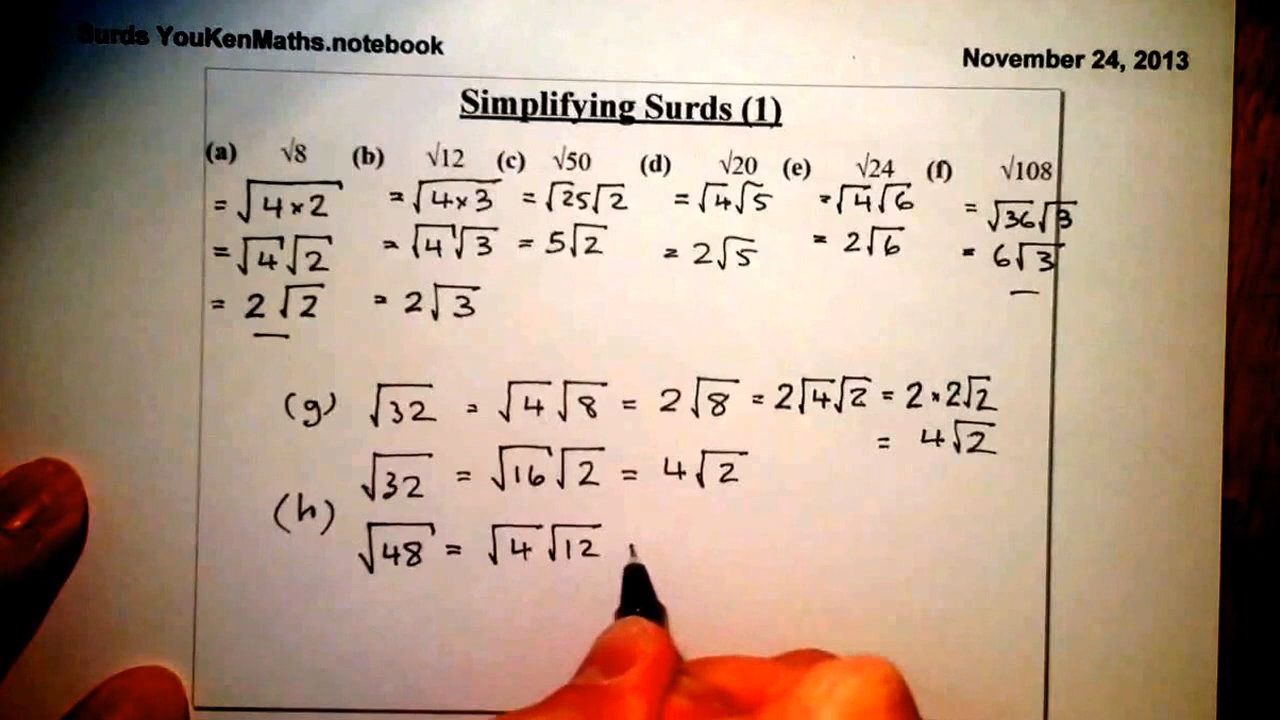 Surds YouKenMaths.notebook
November 24, 2013
Simplifying Surds (1)
(a) √8 (b) √12 (c) √50 (d) √20 (e) √24 (f) √108
= √4×2 = √4×3 = √25√2 = √4√5 = √4√6 = √36√3
= √4√2 = √4√3 = 5√2 = 2√5 = 2√6 = 6√3
= 2√2 = 2√3
(g) √32 = √4√8 = 2√8 = 2√4√2 = 2×2√2
= 4√2
√32 = √16√2 = 4√2
(h)
√48 = √4√12